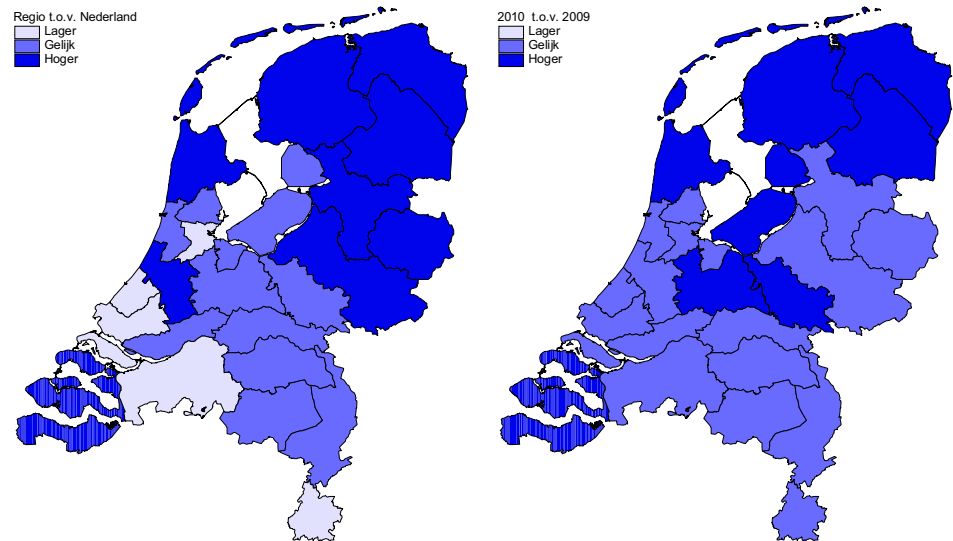 Regio t.o.v. Nederland
Lager
Gelijk
Hoger
2010 t.o.v. 2009
Lager
Gelijk
Hoger